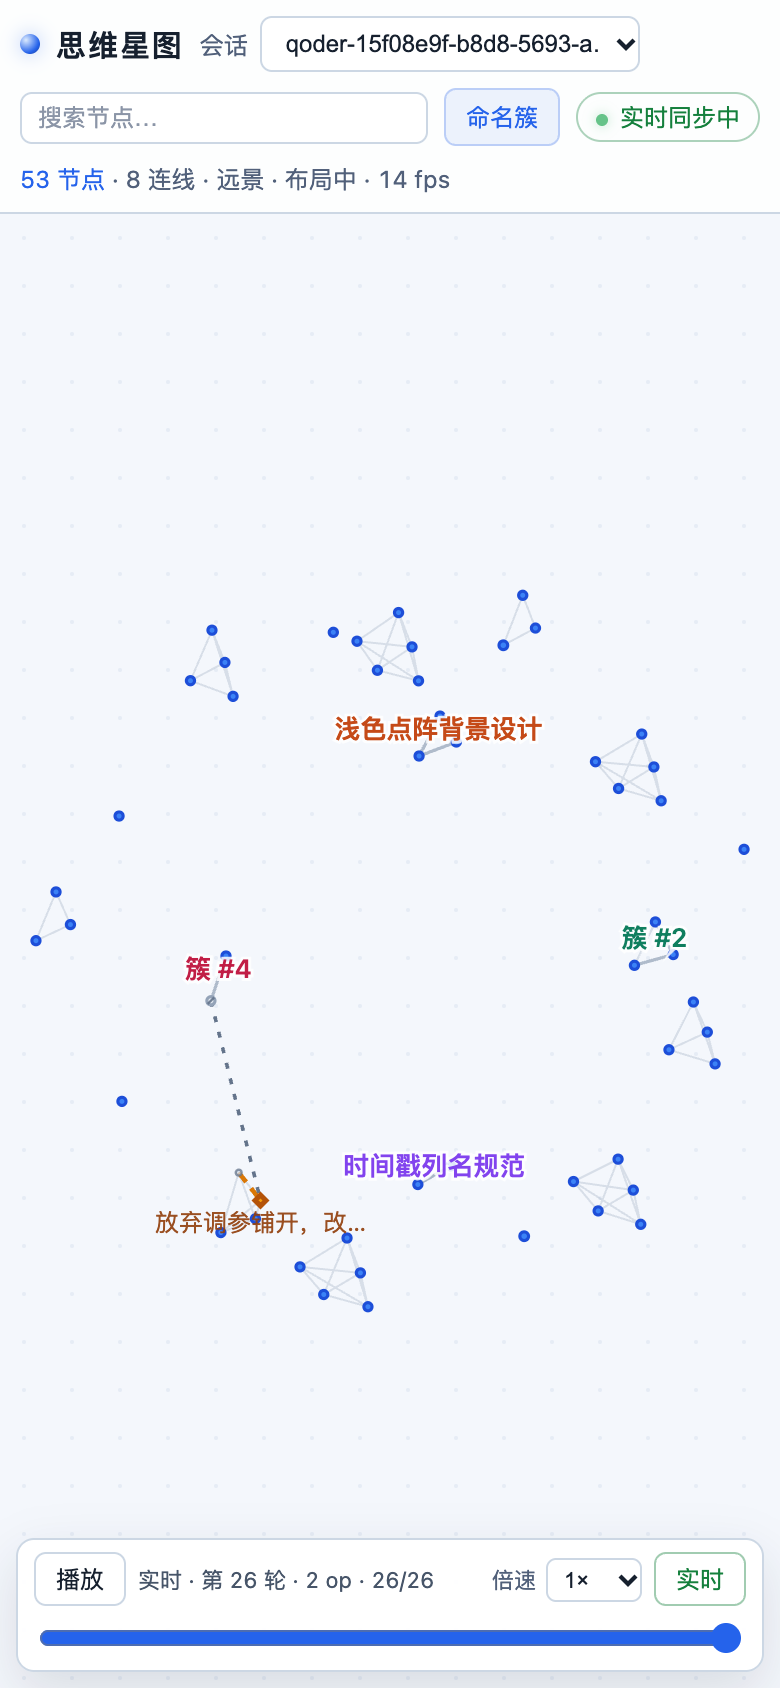 思维星图 会话 qoder-15f08e9f-b8d8-5693-a.
搜索节点... 命名簇 实时同步中
53 节点 · 8 连线 · 远景 · 布局中 · 14 fps
浅色点阵背景设计
簇 #2
簇 #4
时间戳列名规范
放弃调参铺开，改...
播放 实时 · 第 26 轮 · 2 op · 26/26 倍速 1× 实时